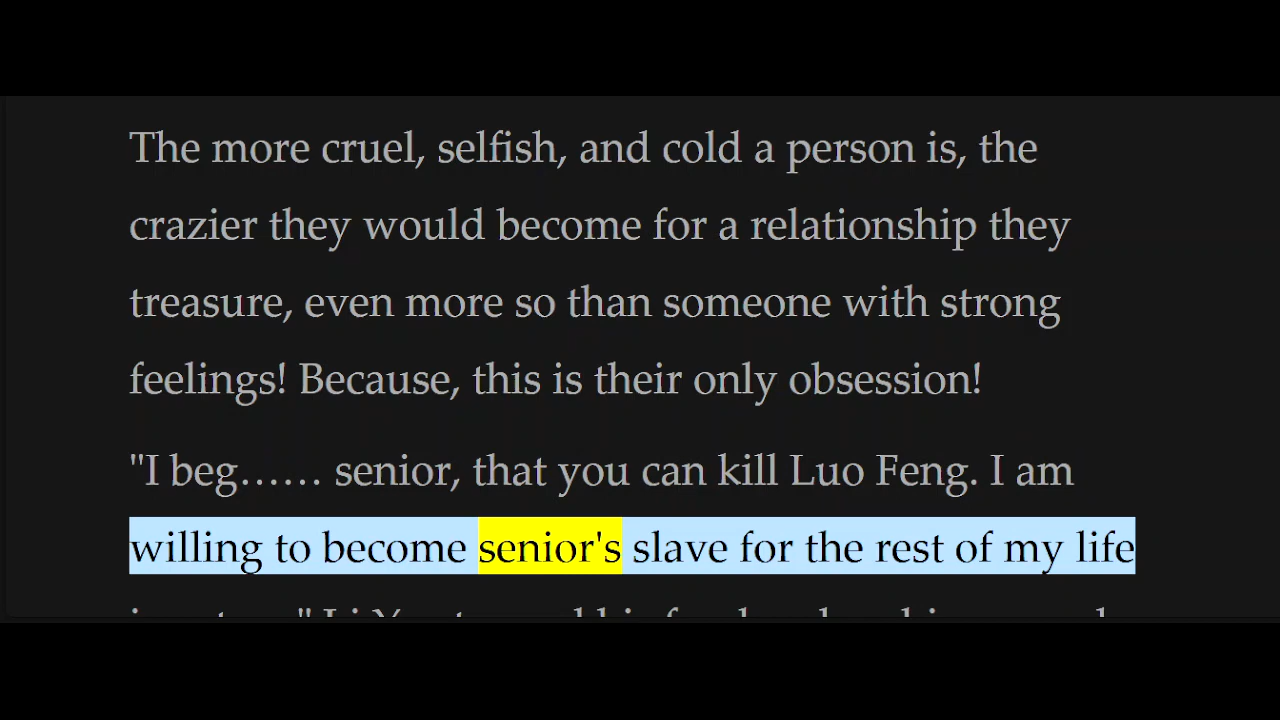 The more cruel, selfish, and cold a person is, the
crazier they would become for a relationship they
treasure, even more so than someone with strong
feelings! Because, this is their only obsession!
"I beg…… senior, that you can kill Luo Feng. I am
willing to become senior's slave for the rest of my life